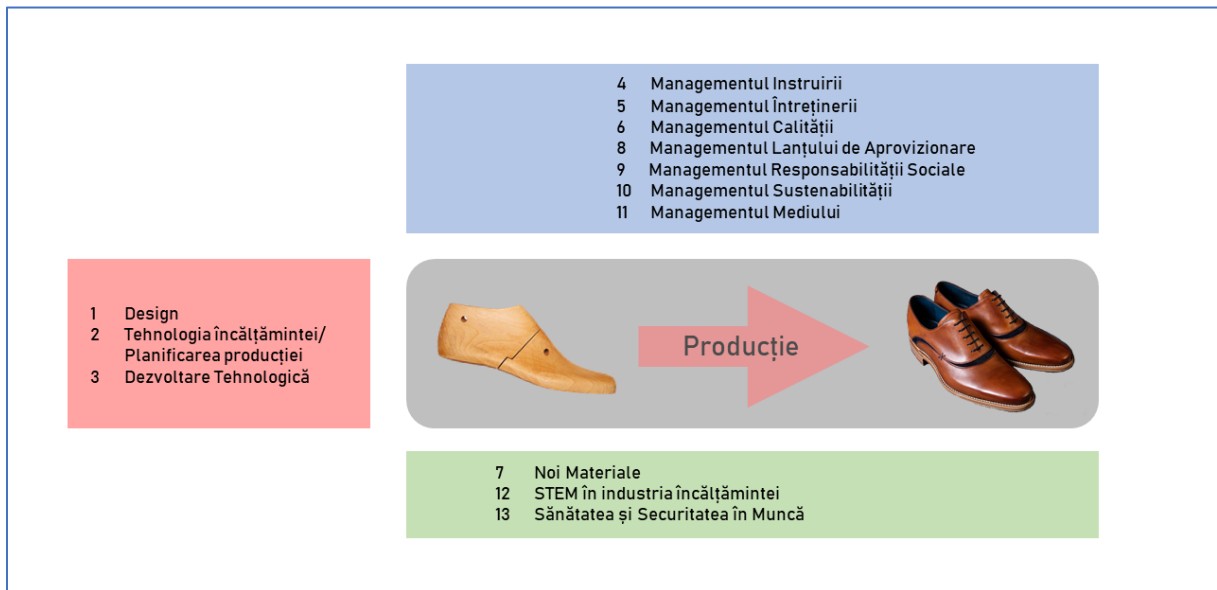 4 Managementul Instruirii
5 Managementul Întreținerii
6 Managementul Calității
8 Managementul Lanțului de Aprovizionare
9 Managementul Responsabilității Sociale
10 Managementul Sustenabilității
11 Managementul Mediului
1 Design
2 Tehnologia încălțămintei/
Planificarea producției
3 Dezvoltare Tehnologică
Producție
7 Noi Materiale
12 STEM în industria încălțămintei
13 Sănătatea și Securitatea în Muncă